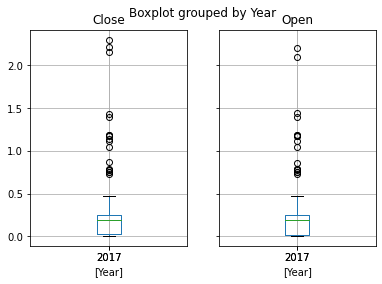 Boxplot grouped by Year
Close
Open
2.0
1.5
1.0
0.5
0.0
2017
2017
[Year]
[Year]